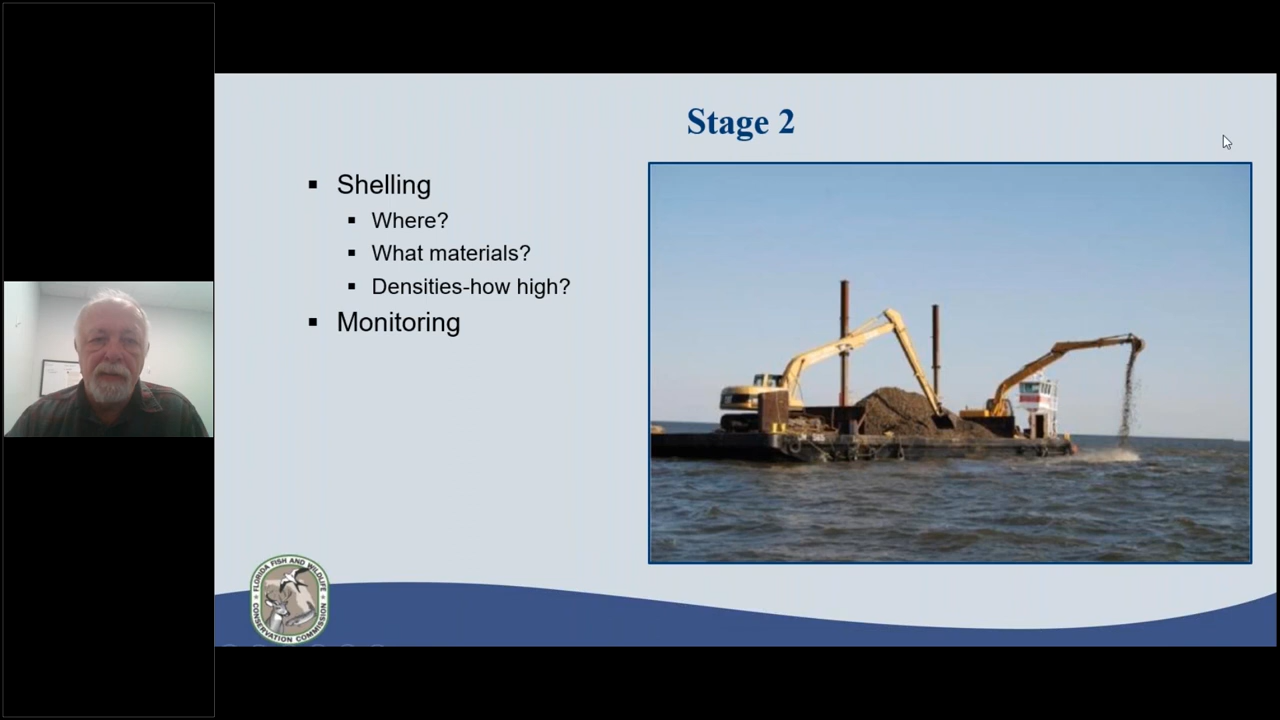 Stage 2
Shelling
Where?
What materials?
Densities-how high?
Monitoring
FLORIDA FISH AND WILDLIFE
CONSERVATION COMMISSION